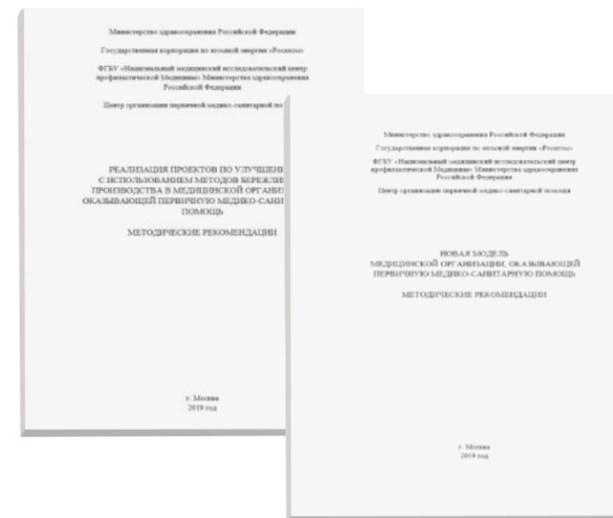 Министерство здравоохранения Российской Федерации
Государственная корпорация по атомной энергии «Росатом»
ФГБУ «Национальный медицинский исследовательский центр
профилактической Медицины» Министерства здравоохранения
Российской Федерации
Центр организации первичной медико-санитарной по
РЕАЛИЗАЦИЯ ПРОЕКТОВ ПО УЛУЧШЕНИ
С ИСПОЛЬЗОВАНИЕМ МЕТОДОВ БЕРЕЖЛИ
ПРОИЗВОДСТВА В МЕДИЦИНСКОЙ ОРГАНИЗ
ОКАЗЫВАЮЩЕЙ ПЕРВИЧНУЮ МЕДИКО-САНИ
ПОМОЩЬ
МЕТОДИЧЕСКИЕ РЕКОМЕНДАЦИИ
г. Москва
2019 год
Министерство здравоохранения Российской Федерации
Государственная корпорация по атомной энергии «Росатом»
ФГБУ «Национальный медицинский исследовательский центр
профилактической Медицины» Министерства здравоохранения
Российской Федерации
Центр организации первичной медико-санитарной помощи
НОВАЯ МОДЕЛЬ
МЕДИЦИНСКОЙ ОРГАНИЗАЦИИ, ОКАЗЫВАЮЩЕЙ
ПЕРВИЧНУЮ МЕДИКО-САНИТАРНУЮ ПОМОЩЬ
МЕТОДИЧЕСКИЕ РЕКОМЕНДАЦИИ
г. Москва
2019 год